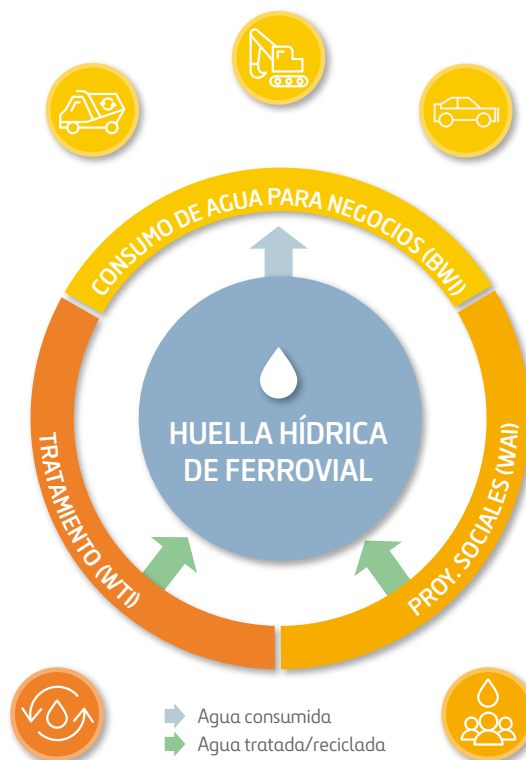 CONSUMO DE AGUA PARA NEGOCIOS (BWI)
HUELLA HÍDRICA
DE FERROVIAL
TRATAMIENTO (WTI)
PROY. SOCIALES (WAI)
Agua consumida
Agua tratada/reciclada